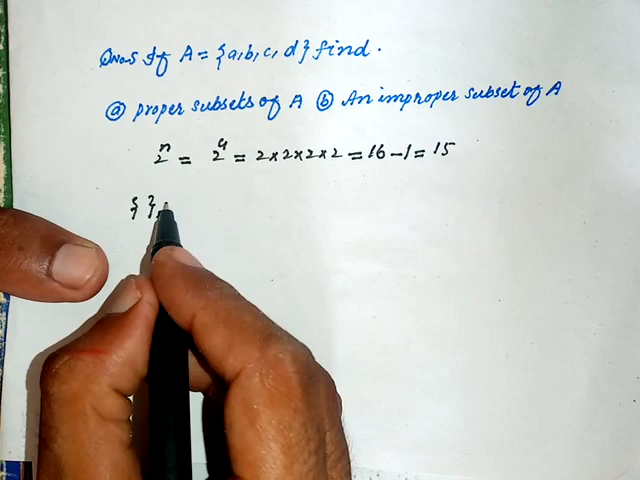 Ques If A = {a, b, c, d} find.
ⓐ proper subsets of A ⓑ An improper subset of A
2ⁿ = 2⁴ = 2×2×2×2 = 16 - 1 = 15
{ },